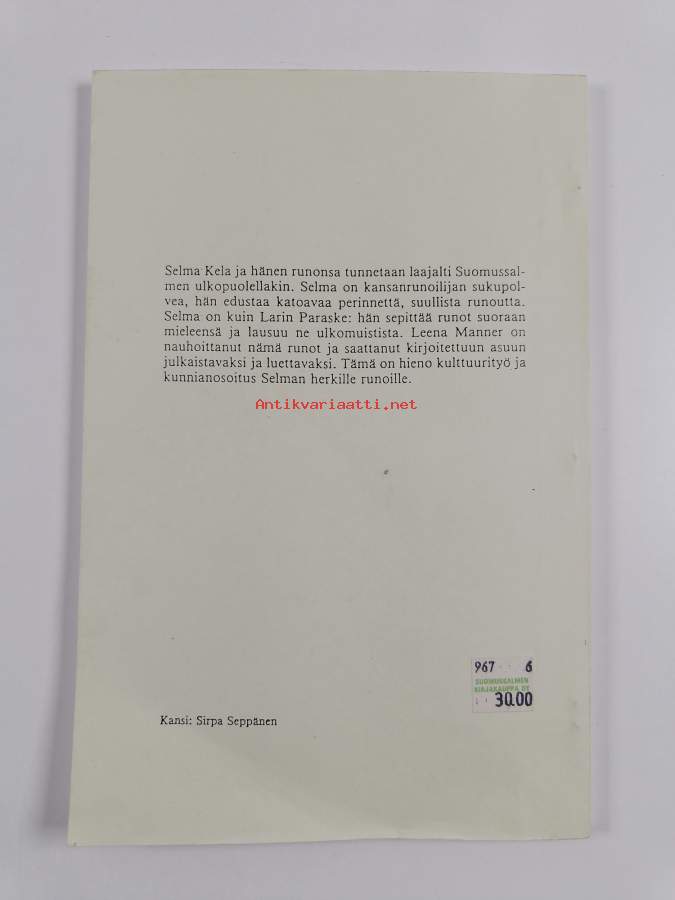 Selma Kela ja hänen runonsa tunnetaan laajalti Suomussal-
men ulkopuolellakin. Selma on kansanrunoilijan sukupol-
vea, hän edustaa katoavaa perinnettä, suullista runoutta.
Selma on kuin Larin Paraske: hän sepittää runot suoraan
mieleensä ja lausuu ne ulkomuistista. Leena Manner on
nauhoittanut nämä runot ja saattanut kirjoitettuun asuun
julkaistavaksi ja luettavaksi. Tämä on hieno kulttuurityö ja
kunnianosoitus Selman herkille runoille.
Antikvariaatti.net
967 6
SUOMUSSALMEN
KIRJAKAUPPA OY
30.00
Kansi: Sirpa Seppänen